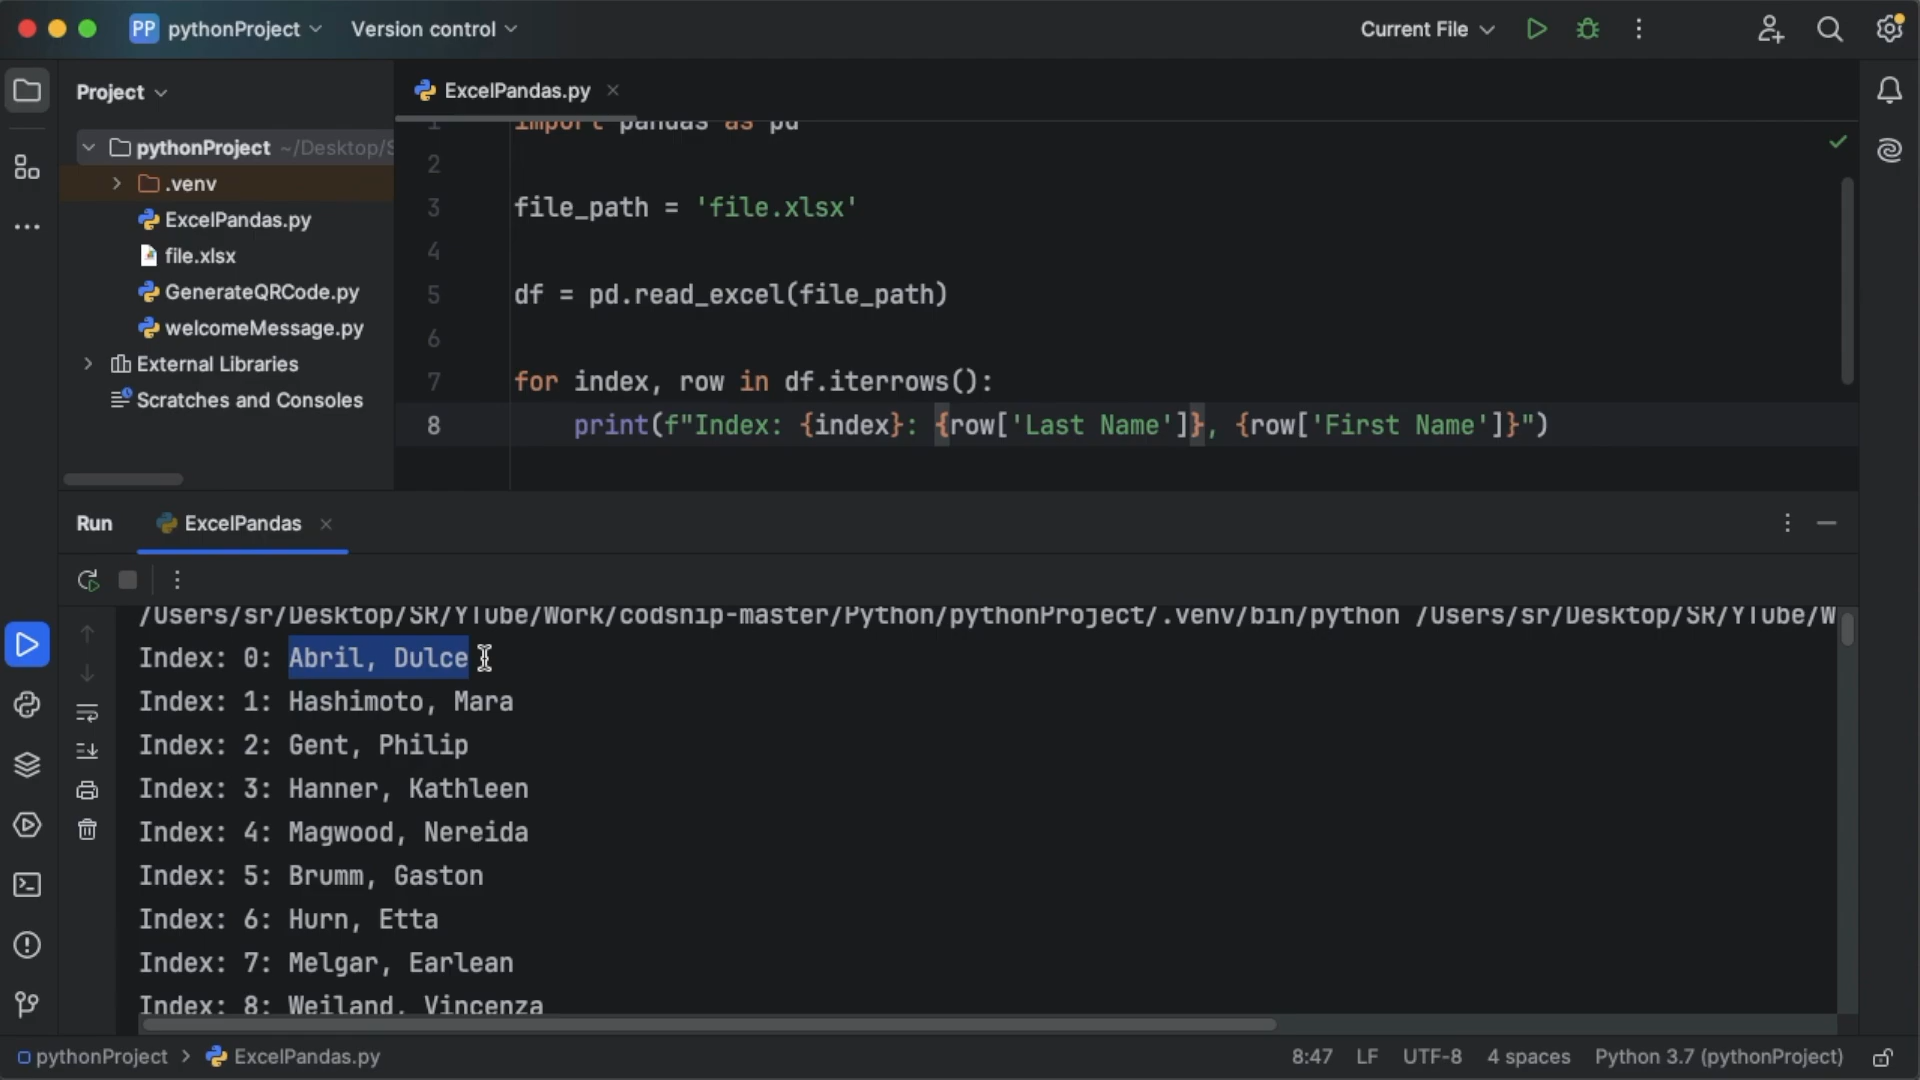 PP pythonProject Version control Current File
Project
ExcelPandas.py
pythonProject ~/Desktop/S
.venv
ExcelPandas.py
file.xlsx
GenerateQRCode.py
welcomeMessage.py
External Libraries
Scratches and Consoles
1 import pandas as pd
2
3 file_path = 'file.xlsx'
4
5 df = pd.read_excel(file_path)
6
7 for index, row in df.iterrows():
8 print(f"Index: {index}: {row['Last Name']}, {row['First Name']}")
Run ExcelPandas
/Users/sr/Desktop/SR/YTube/Work/codsnip-master/Python/pythonProject/.venv/bin/python /Users/sr/Desktop/SR/YTube/W
Index: 0: Abril, Dulce
Index: 1: Hashimoto, Mara
Index: 2: Gent, Philip
Index: 3: Hanner, Kathleen
Index: 4: Magwood, Nereida
Index: 5: Brumm, Gaston
Index: 6: Hurn, Etta
Index: 7: Melgar, Earlean
Index: 8: Weiland, Vincenza
pythonProject > ExcelPandas.py 8:47 LF UTF-8 4 spaces Python 3.7 (pythonProject)